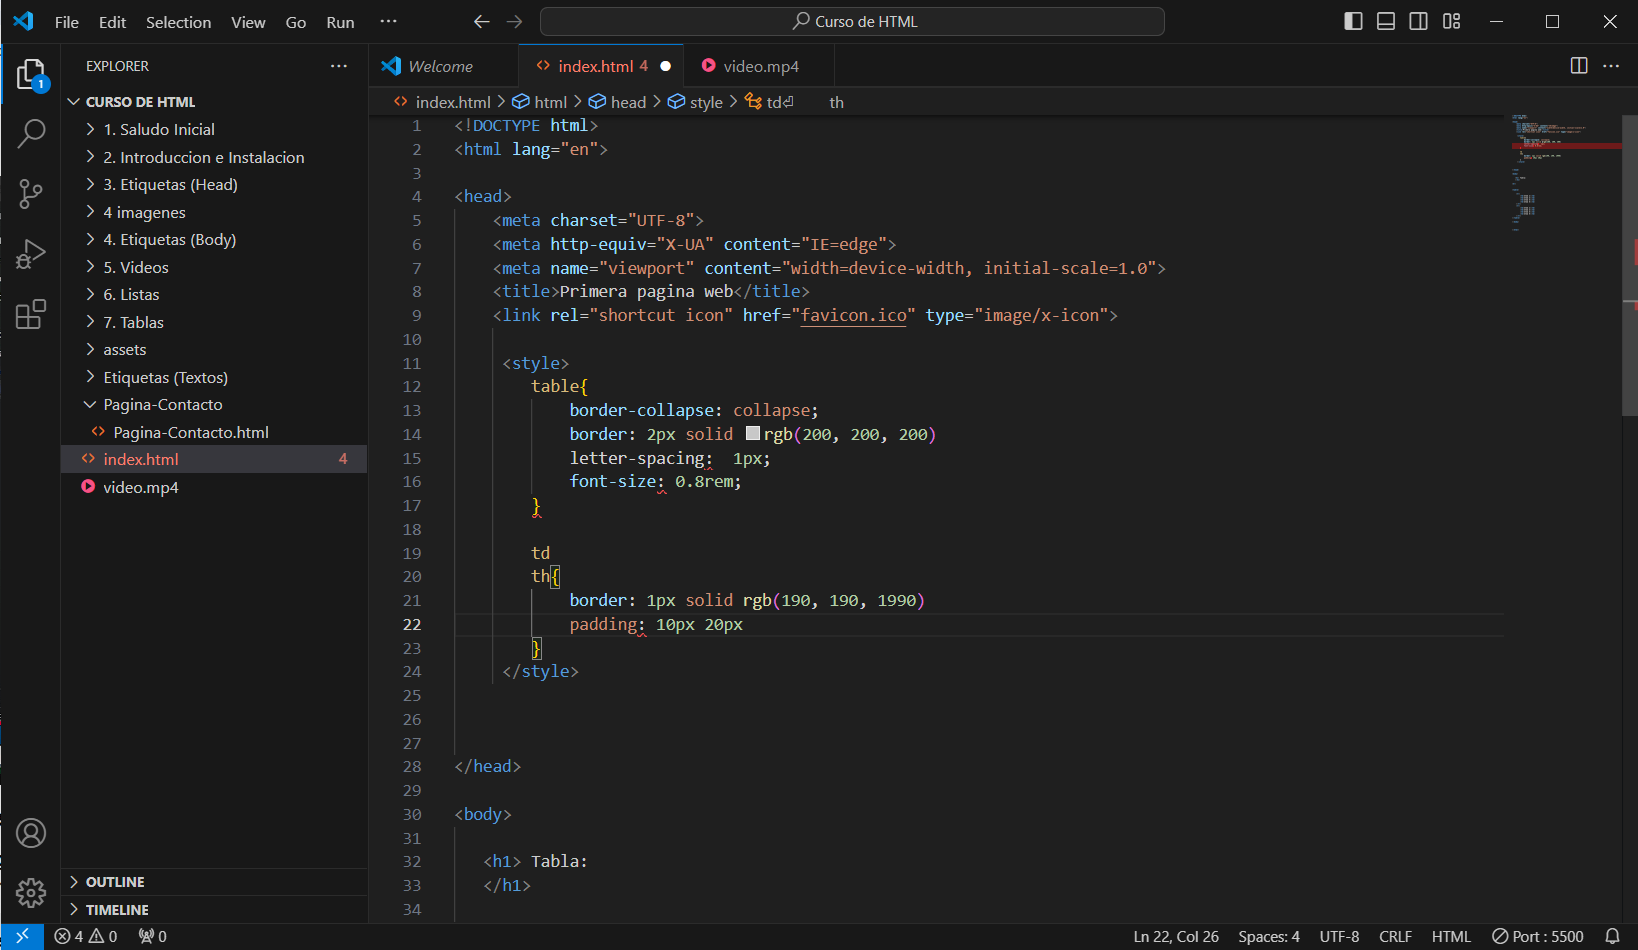 File Edit Selection View Go Run ···
Curso de HTML
EXPLORER ···
CURSO DE HTML
1. Saludo Inicial
2. Introduccion e Instalacion
3. Etiquetas (Head)
4 imagenes
4. Etiquetas (Body)
5. Videos
6. Listas
7. Tablas
assets
Etiquetas (Textos)
Pagina-Contacto
Pagina-Contacto.html
index.html 4
video.mp4
OUTLINE
TIMELINE
1
Welcome
index.html 4
video.mp4
index.html > html > head > style > td⏎ th
1 <!DOCTYPE html>
2 <html lang="en">
3
4 <head>
5 <meta charset="UTF-8">
6 <meta http-equiv="X-UA" content="IE=edge">
7 <meta name="viewport" content="width=device-width, initial-scale=1.0">
8 <title>Primera pagina web</title>
9 <link rel="shortcut icon" href="favicon.ico" type="image/x-icon">
10
11 <style>
12 table{
13 border-collapse: collapse;
14 border: 2px solid rgb(200, 200, 200)
15 letter-spacing:  1px;
16 font-size: 0.8rem;
17 }
18
19 td
20 th{
21 border: 1px solid rgb(190, 190, 1990)
22 padding: 10px 20px
23 }
24 </style>
25
26
27
28 </head>
29
30 <body>
31
32 <h1> Tabla:
33 </h1>
34
4 0 0
Ln 22, Col 26 Spaces: 4 UTF-8 CRLF HTML Port : 5500